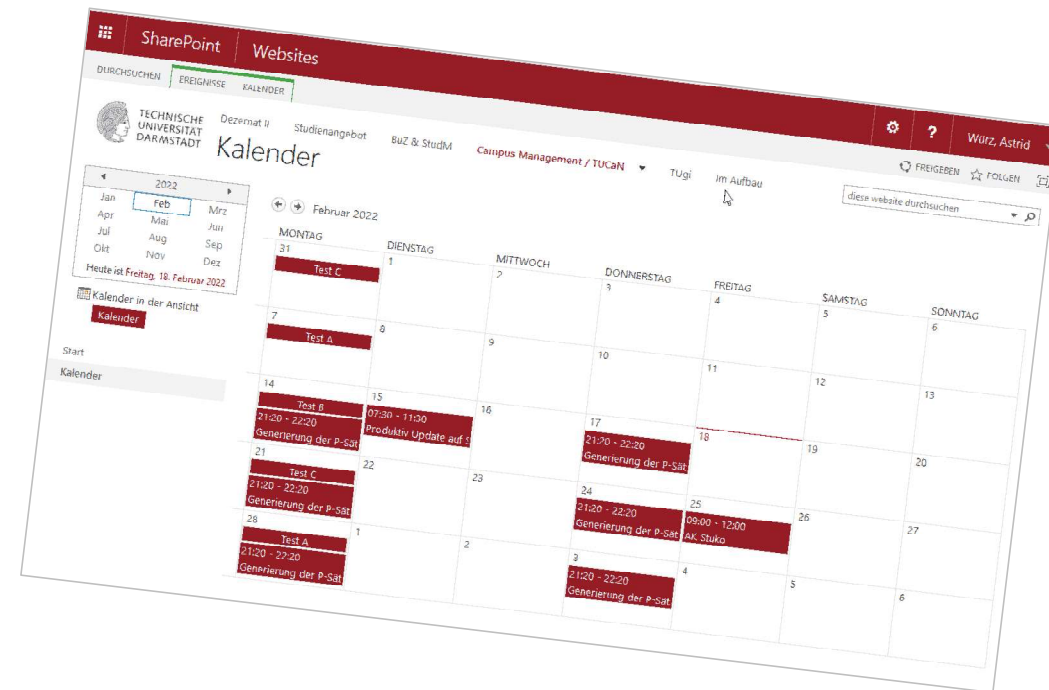 SharePoint Websites
DURCHSUCHEN EREIGNISSE KALENDER
? Würz, Astrid
FREIGEBEN FOLGEN
TECHNISCHE
UNIVERSITÄT
DARMSTADT
Dezernat II Studienangebot BuZ & StudM Campus Management / TUCaN TUgi Im Aufbau
Kalender
diese website durchsuchen
2022
Jan Feb Mrz
Apr Mai Jun
Jul Aug Sep
Okt Nov Dez
Heute ist Freitag, 18. Februar 2022
Kalender in der Ansicht
Kalender
Start
Kalender
Februar 2022
MONTAG DIENSTAG MITTWOCH DONNERSTAG FREITAG SAMSTAG SONNTAG
31 1 2 3 4 5 6
Test C
7 8 9 10 11 12 13
Test A
14 15 16 17 18 19 20
Test B
21:20 - 22:20 07:30 - 11:00 21:20 - 22:20
Generierung der P-Sät Produktiv Update auf S Generierung der P-Sät
21 22 23 24 25 26 27
Test C
21:20 - 22:20 21:20 - 22:20 09:00 - 12:00
Generierung der P-Sät Generierung der P-Sät AK Stuko
28 1 2 3 4 5 6
Test A
21:20 - 22:20 21:20 - 22:20
Generierung der P-Sät Generierung der P-Sät